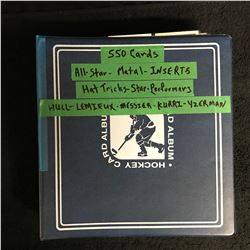 550 Cards
All-Star- Metal-INSERTS
Hat Tricks-Star-Performers
HULL-LEMIEUX-MESSIER-KURRI-YZERMAN
HOCKEY CARD ALBUM